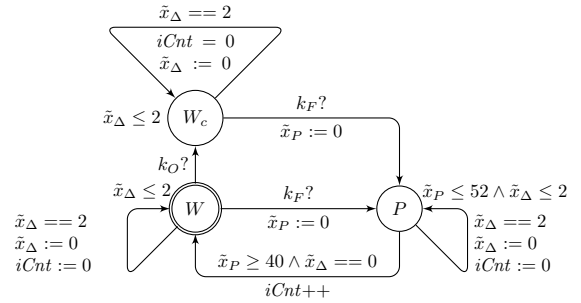 x̃_Δ == 2
iCnt = 0
x̃_Δ := 0
x̃_Δ ≤ 2
W_c
k_F?
x̃_P := 0
k_O?
x̃_Δ ≤ 2
W
k_F?
x̃_P := 0
P
x̃_P ≤ 52 ∧ x̃_Δ ≤ 2
x̃_Δ == 2
x̃_Δ := 0
iCnt := 0
x̃_P ≥ 40 ∧ x̃_Δ == 0
iCnt++
x̃_Δ == 2
x̃_Δ := 0
iCnt := 0